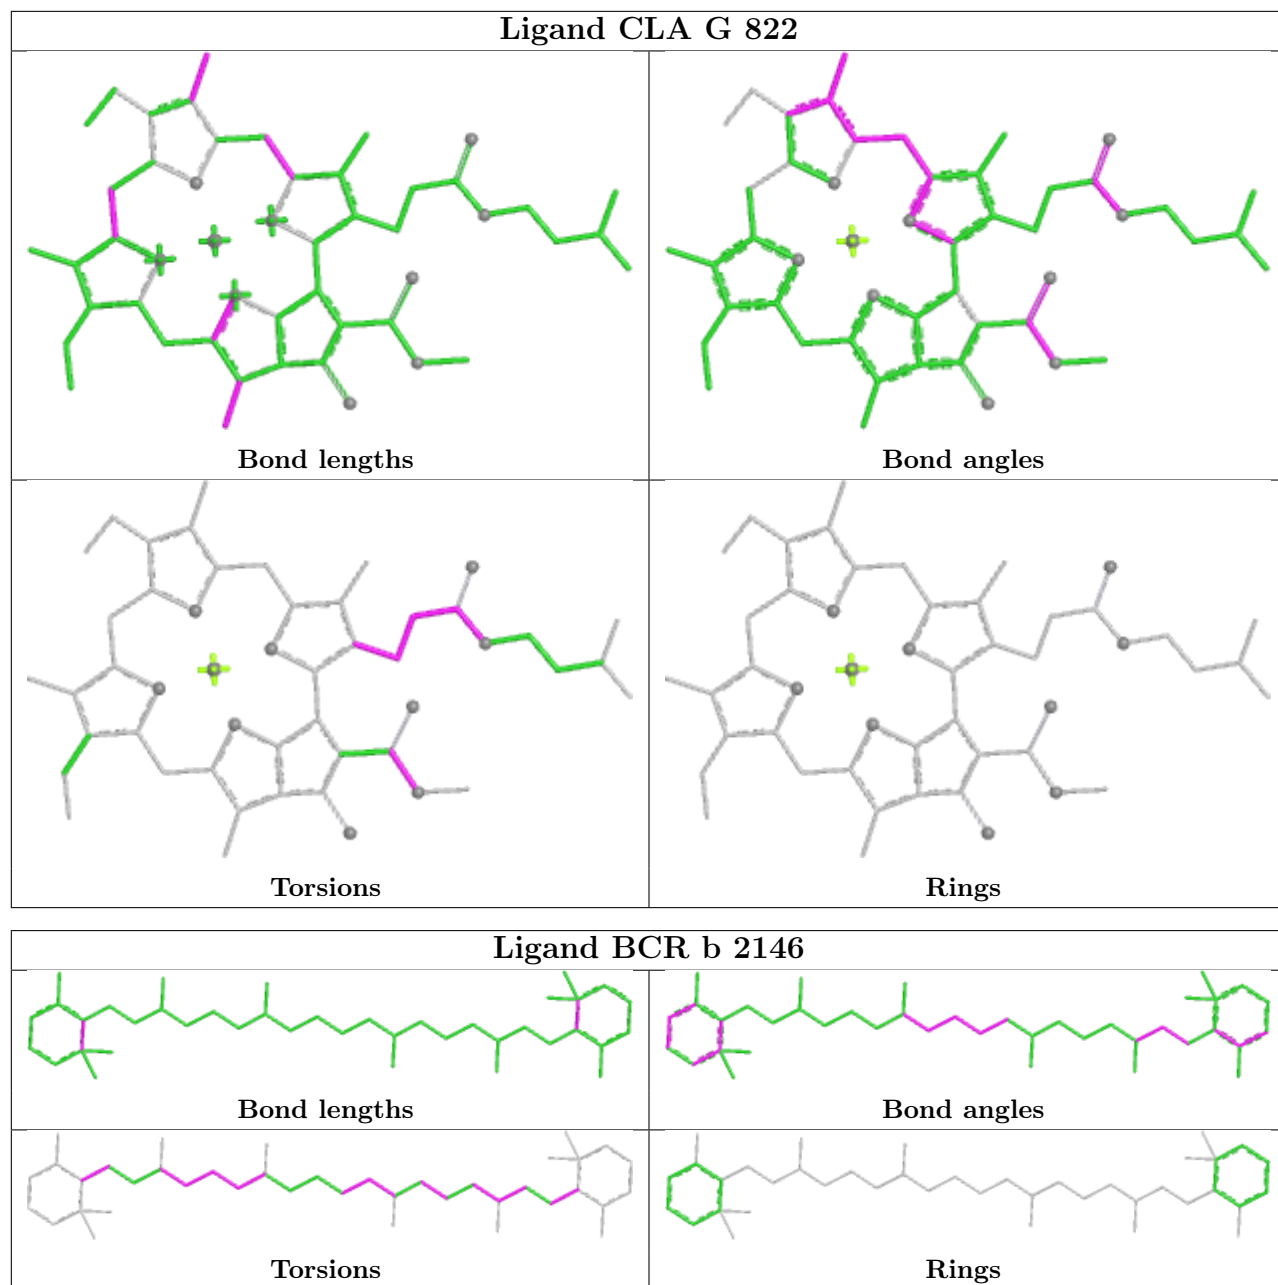 Ligand CLA G 822
Bond lengths
Bond angles
Torsions
Rings
Ligand BCR b 2146
Bond lengths
Bond angles
Torsions
Rings